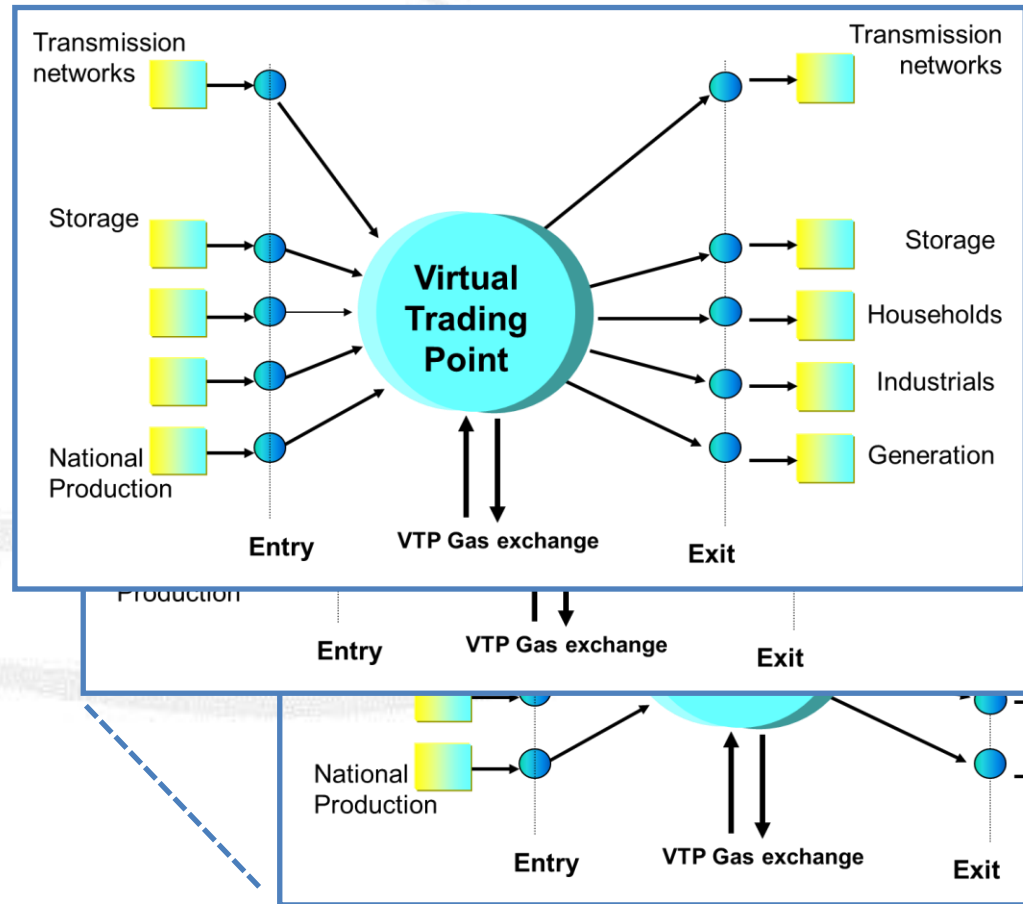 Transmission
networks
Transmission
networks
Storage
Storage
Virtual
Trading
Point
Households
Industrials
National
Production
Generation
Entry
VTP Gas exchange
Exit
Production
Entry
VTP Gas exchange
Exit
National
Production
Entry
VTP Gas exchange
Exit